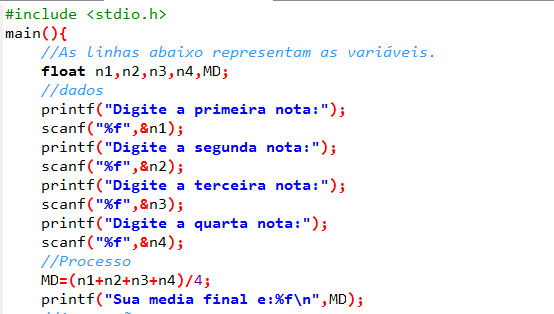 #include <stdio.h>
main(){
//As linhas abaixo representam as variáveis.
float n1,n2,n3,n4,MD;
//dados
printf("Digite a primeira nota:");
scanf("%f",&n1);
printf("Digite a segunda nota:");
scanf("%f",&n2);
printf("Digite a terceira nota:");
scanf("%f",&n3);
printf("Digite a quarta nota:");
scanf("%f",&n4);
//Processo
MD=(n1+n2+n3+n4)/4;
printf("Sua media final e:%f\n",MD);